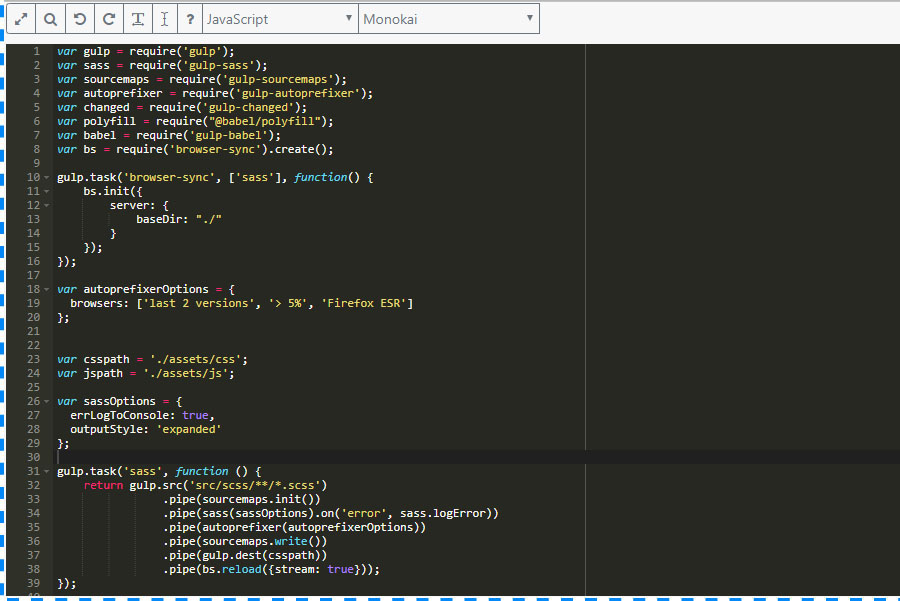 ? JavaScript Monokai
1 var gulp = require('gulp');
2 var sass = require('gulp-sass');
3 var sourcemaps = require('gulp-sourcemaps');
4 var autoprefixer = require('gulp-autoprefixer');
5 var changed = require('gulp-changed');
6 var polyfill = require("@babel/polyfill");
7 var babel = require('gulp-babel');
8 var bs = require('browser-sync').create();
9
10 gulp.task('browser-sync', ['sass'], function() {
11     bs.init({
12         server: {
13             baseDir: "./"
14         }
15     });
16 });
17
18 var autoprefixerOptions = {
19   browsers: ['last 2 versions', '> 5%', 'Firefox ESR']
20 };
21
22
23 var csspath = './assets/css';
24 var jspath = './assets/js';
25
26 var sassOptions = {
27   errLogToConsole: true,
28   outputStyle: 'expanded'
29 };
30
31 gulp.task('sass', function () {
32     return gulp.src('src/scss/**/*.scss')
33                 .pipe(sourcemaps.init())
34                 .pipe(sass(sassOptions).on('error', sass.logError))
35                 .pipe(autoprefixer(autoprefixerOptions))
36                 .pipe(sourcemaps.write())
37                 .pipe(gulp.dest(csspath))
38                 .pipe(bs.reload({stream: true}));
39 });